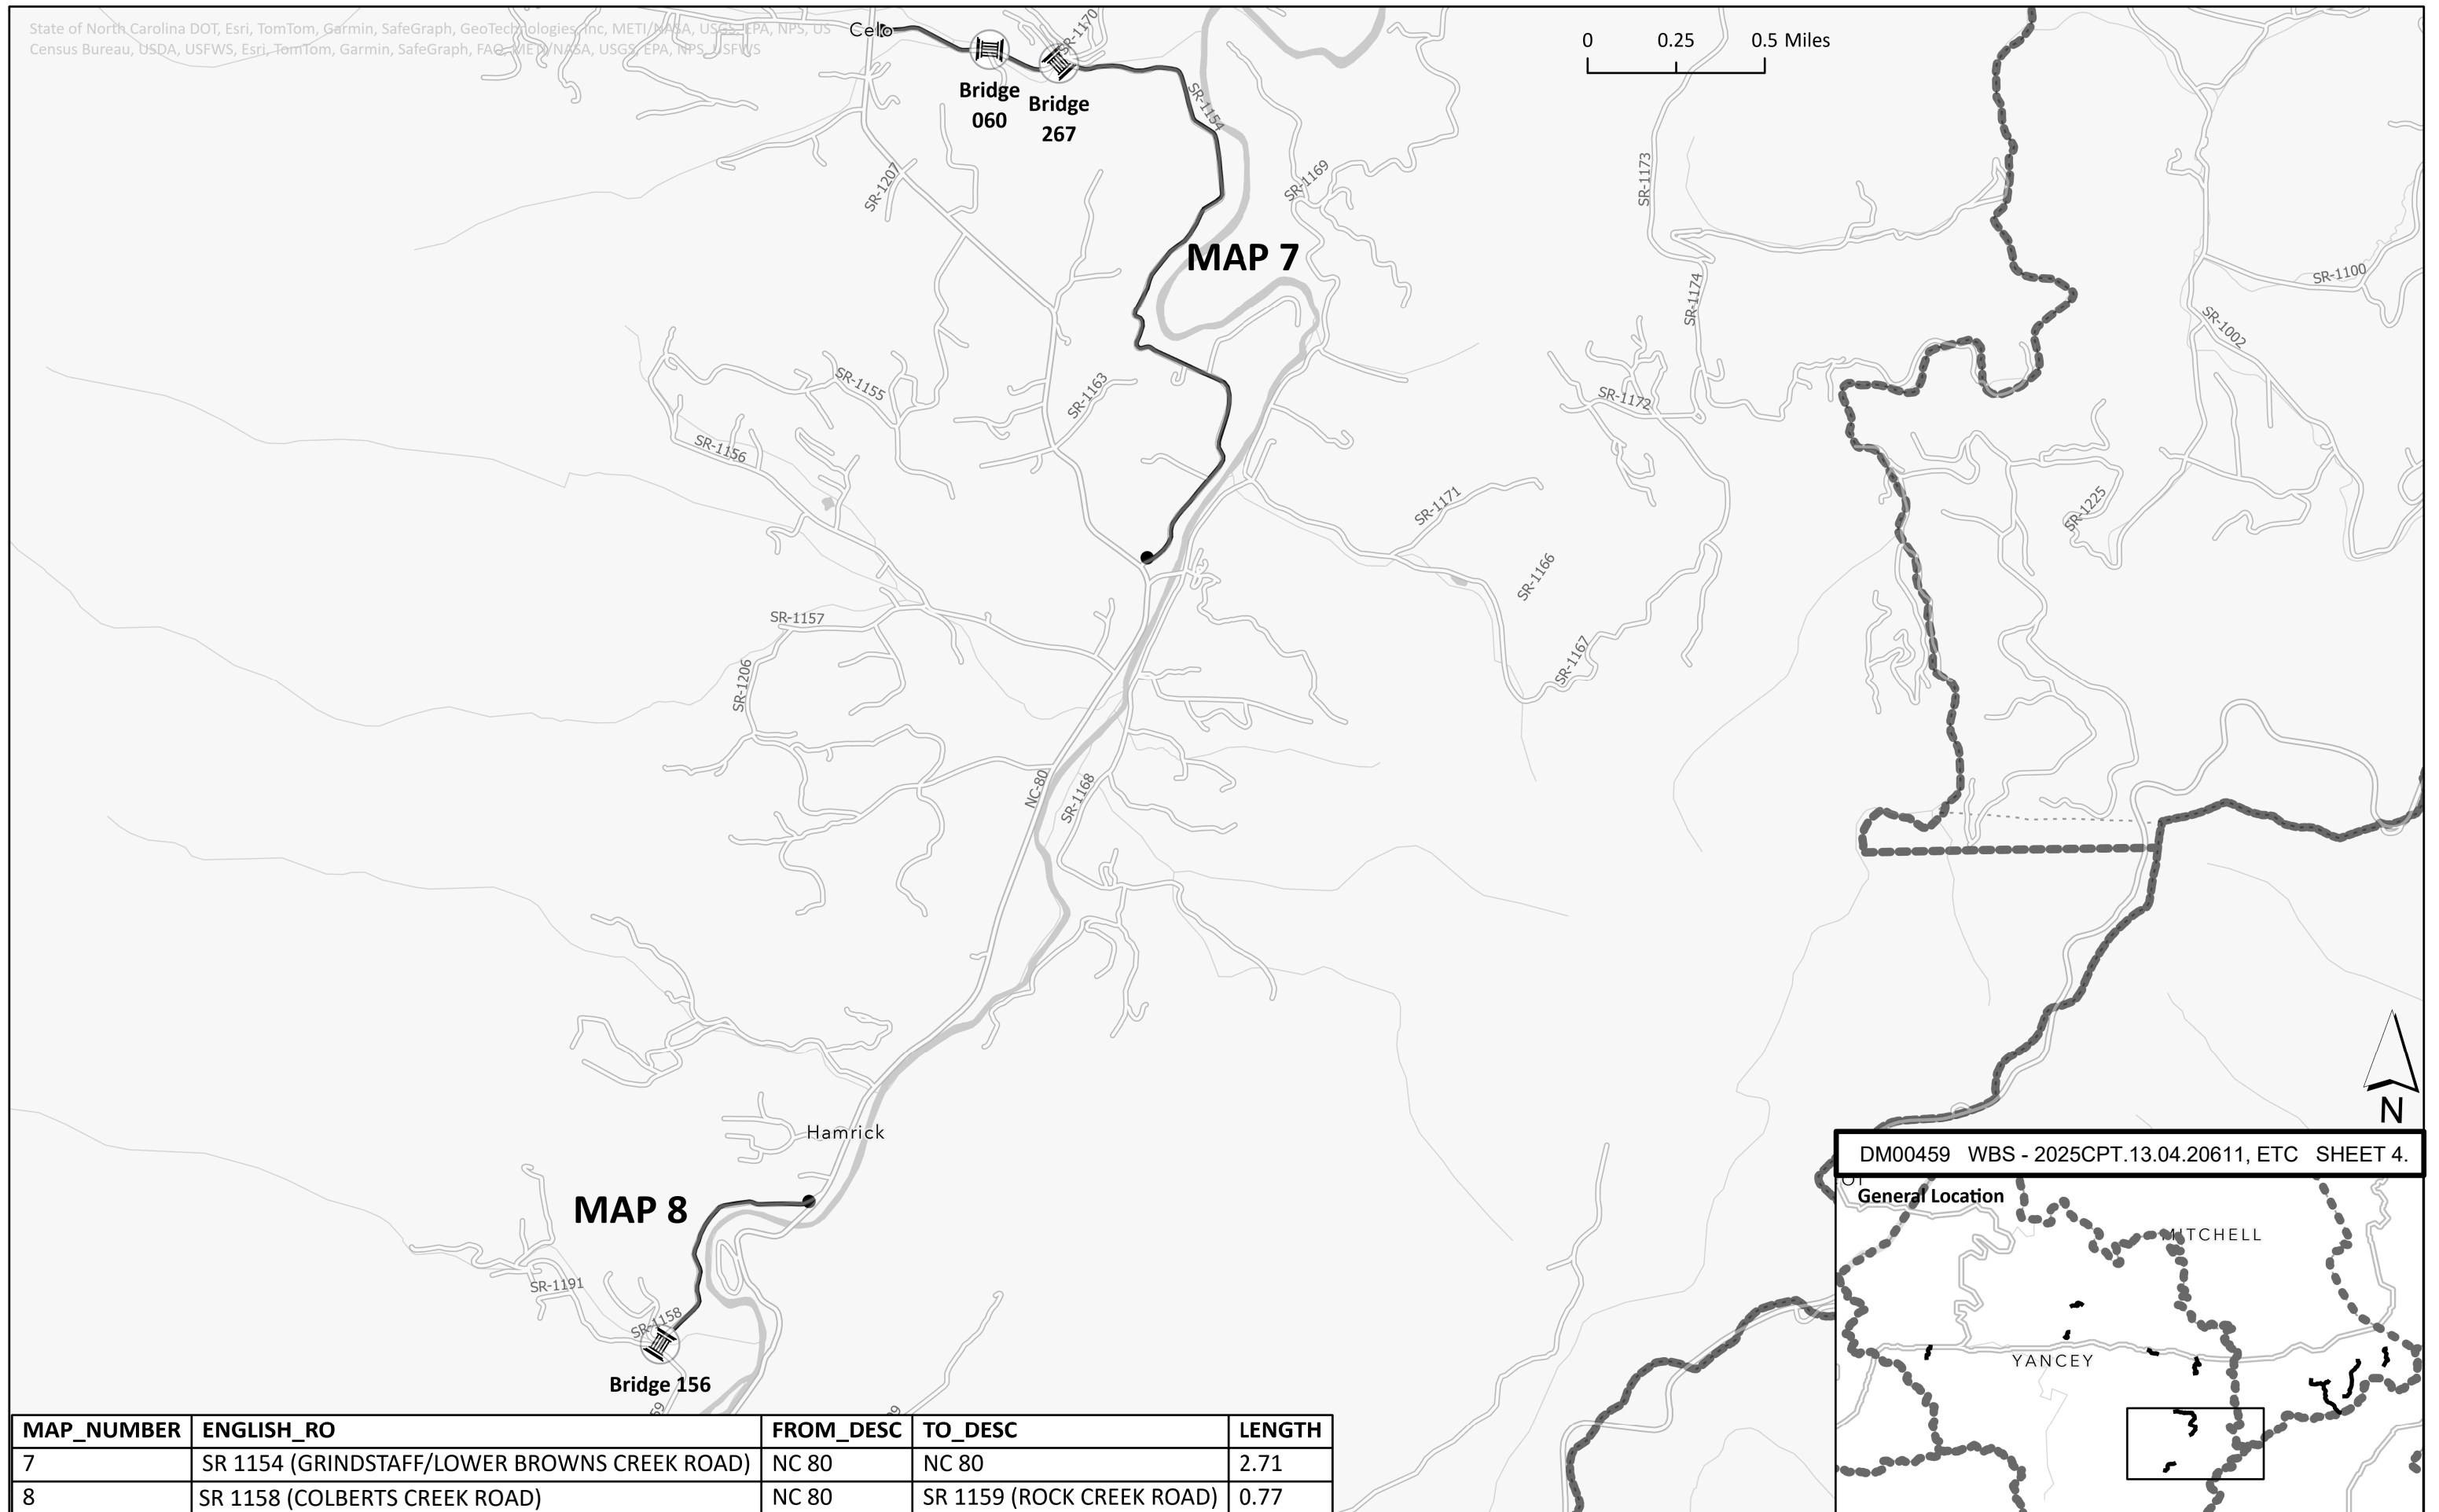 State of North Carolina DOT, Esri, TomTom, Garmin, SafeGraph, GeoTechnologies, Inc, METI/NASA, USGS, EPA, NPS, US
Census Bureau, USDA, USFWS, Esri, TomTom, Garmin, SafeGraph, FAO, METI/NASA, USGS, EPA, NPS, USFWS
Celo
SR-1170
0 0.25 0.5 Miles
Bridge
060
Bridge
267
SR-1154
SR-1207
SR-1169
SR-1173
MAP 7
SR-1174
SR-1100
SR-1002
SR-1155
SR-1163
SR-1172
SR-1156
SR-1171
SR-1225
SR-1166
SR-1157
SR-1206
SR-1167
NC-80
SR-1168
N
Hamrick
DM00459 WBS - 2025CPT.13.04.20611, ETC SHEET 4.
MAP 8
General Location
MITCHELL
SR-1191
SR-1158
YANCEY
Bridge 156
MAP_NUMBER ENGLISH_RO FROM_DESC TO_DESC LENGTH
7 SR 1154 (GRINDSTAFF/LOWER BROWNS CREEK ROAD) NC 80 NC 80 2.71
8 SR 1158 (COLBERTS CREEK ROAD) NC 80 SR 1159 (ROCK CREEK ROAD) 0.77